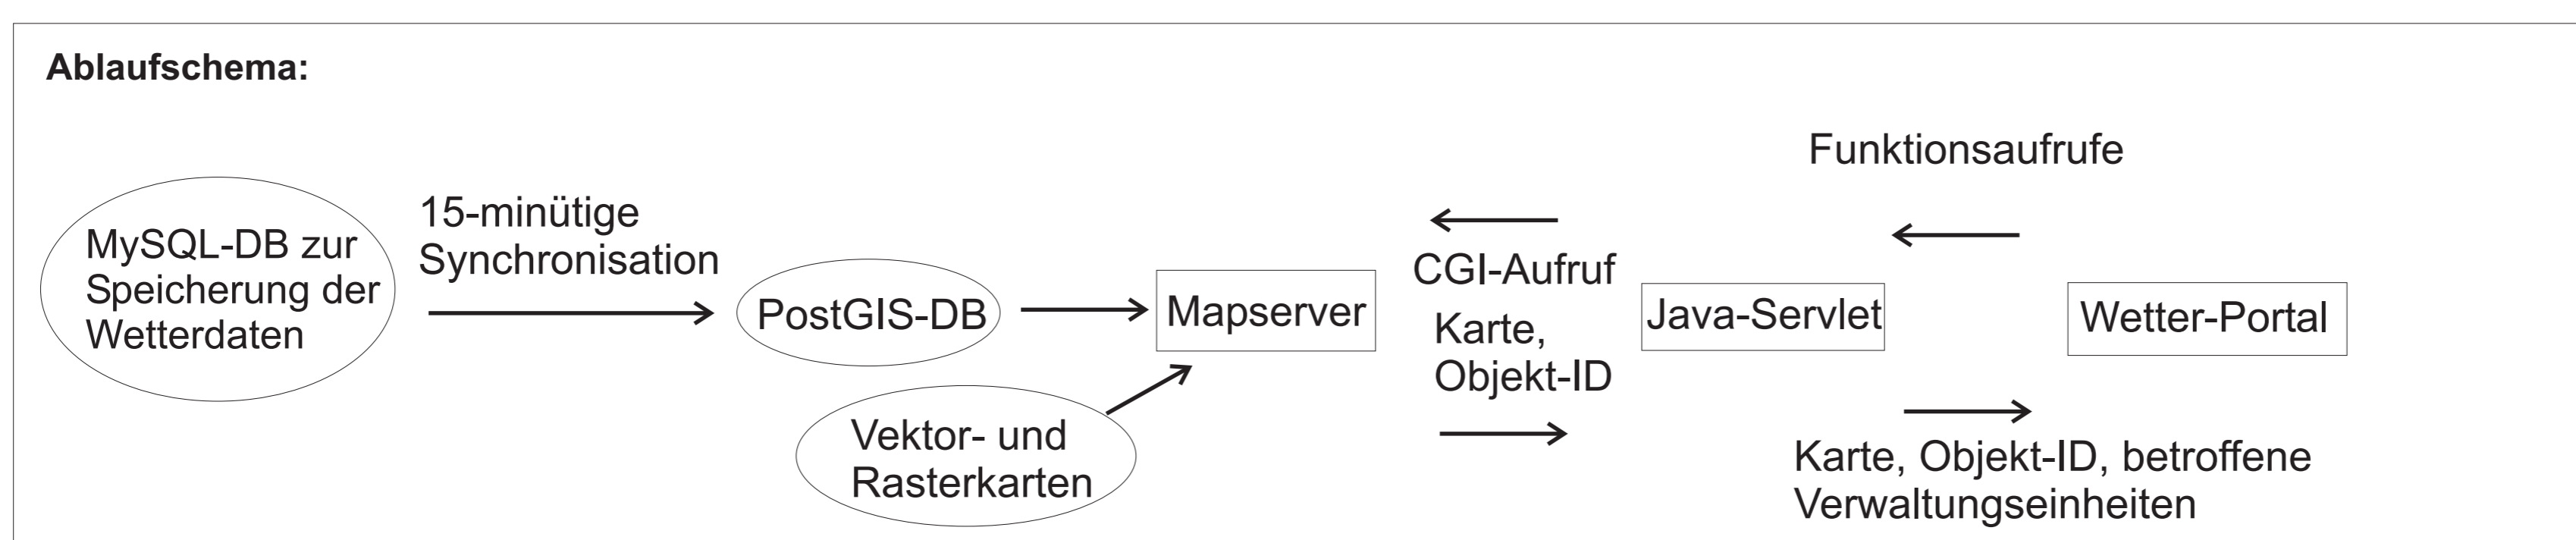 Ablaufschema:
MySQL-DB zur
Speicherung der
Wetterdaten
15-minütige
Synchronisation
PostGIS-DB
Vektor- und
Rasterkarten
Mapserver
CGI-Aufruf
Karte,
Objekt-ID
Java-Servlet
Funktionsaufrufe
Wetter-Portal
Karte, Objekt-ID, betroffene
Verwaltungseinheiten